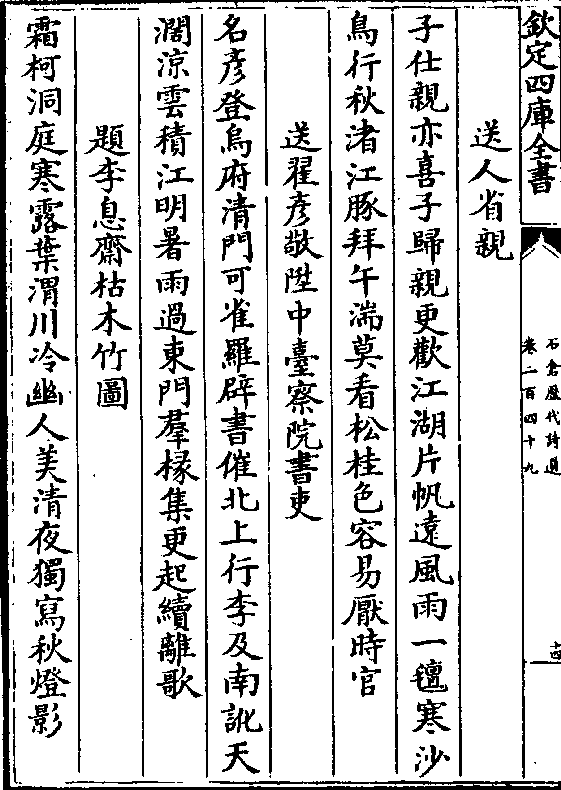 欽定四庫全書
石倉歷代詩選
卷二百四十九
十四
送人省親
子仕親亦喜子歸親更歡江湖片帆遠風雨一氊寒沙
鳥行秋渚江豚拜午湍莫看松桂色容易厭時官
送翟彥敬陞中臺察院書吏
名彥登烏府清門可雀羅辟書催北上行李及南訛天
濶涼雲積江明暑雨過東門羣椽集更起續離歌
題李息齋枯木竹圖
霜柯洞庭寒露葉渭川冷幽人美清夜獨寫秋燈影